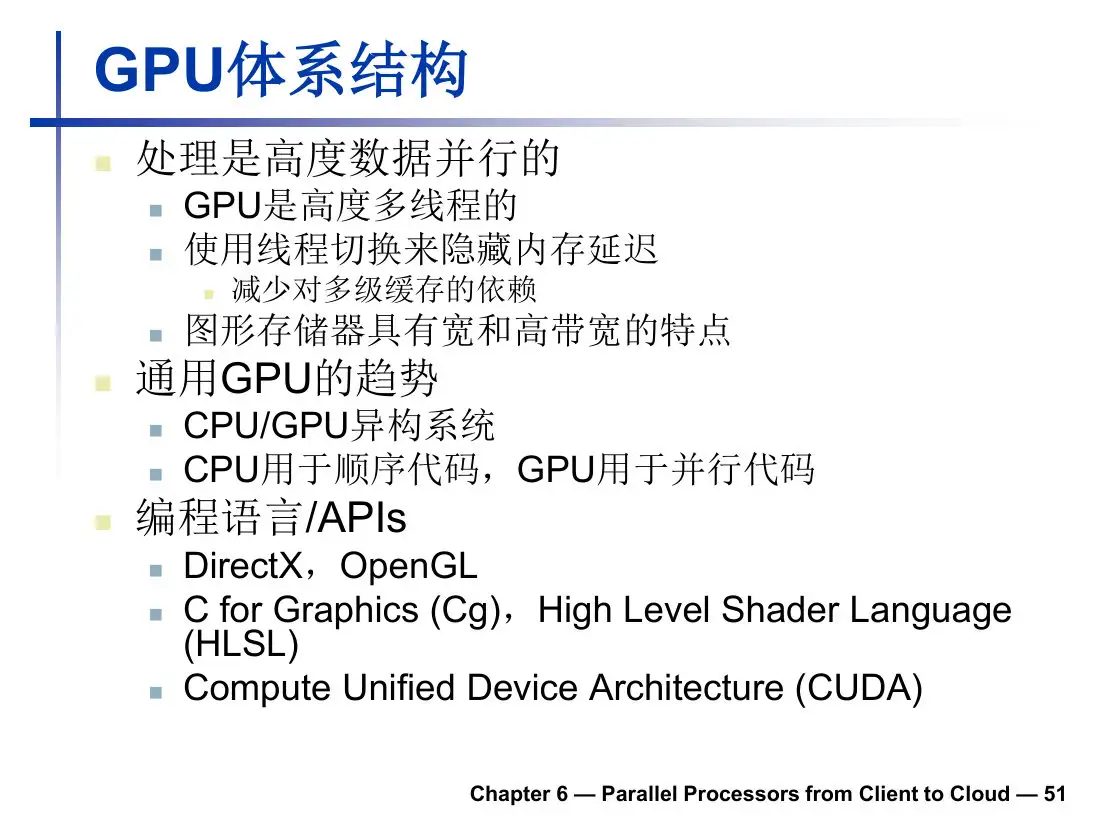 GPU体系结构
处理是高度数据并行的
GPU是高度多线程的
使用线程切换来隐藏内存延迟
减少对多级缓存的依赖
图形存储器具有宽和高带宽的特点
通用GPU的趋势
CPU/GPU异构系统
CPU用于顺序代码，GPU用于并行代码
编程语言/APIs
DirectX，OpenGL
C for Graphics (Cg)，High Level Shader Language
(HLSL)
Compute Unified Device Architecture (CUDA)
Chapter 6 — Parallel Processors from Client to Cloud — 51